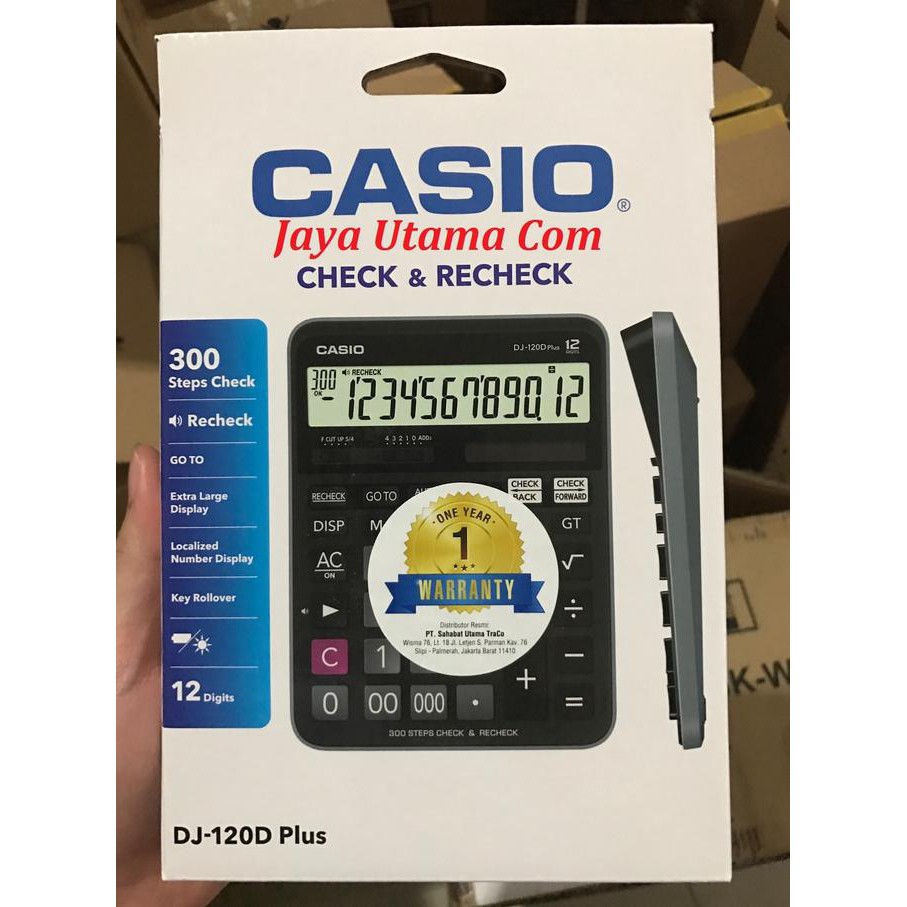 CASIO®
Jaya Utama Com
CHECK & RECHECK
300
Steps Check
Recheck
GO TO
Extra Large
Display
Localized
Number Display
Key Rollover
12 Digits
CASIO
DJ-120D Plus 12
DIGITS
300 RECHECK
OK
-123'456'789'0.12
F CUT UP 5/4
4 3 2 1 0 ADD2
RECHECK
GO TO
CHECK
BACK
CHECK
FORWARD
DISP
GT
AC
ON
√
÷
C
1
−
+
0
00
000
.
=
300 STEPS CHECK & RECHECK
ONE YEAR
1
WARRANTY
Distributor Resmi:
PT. Sahabat Utama TraCo
Wisma 76, Lt. 18 Jl. Letjen S. Parman Kav. 76
Slipi - Palmerah, Jakarta Barat 11410
DJ-120D Plus